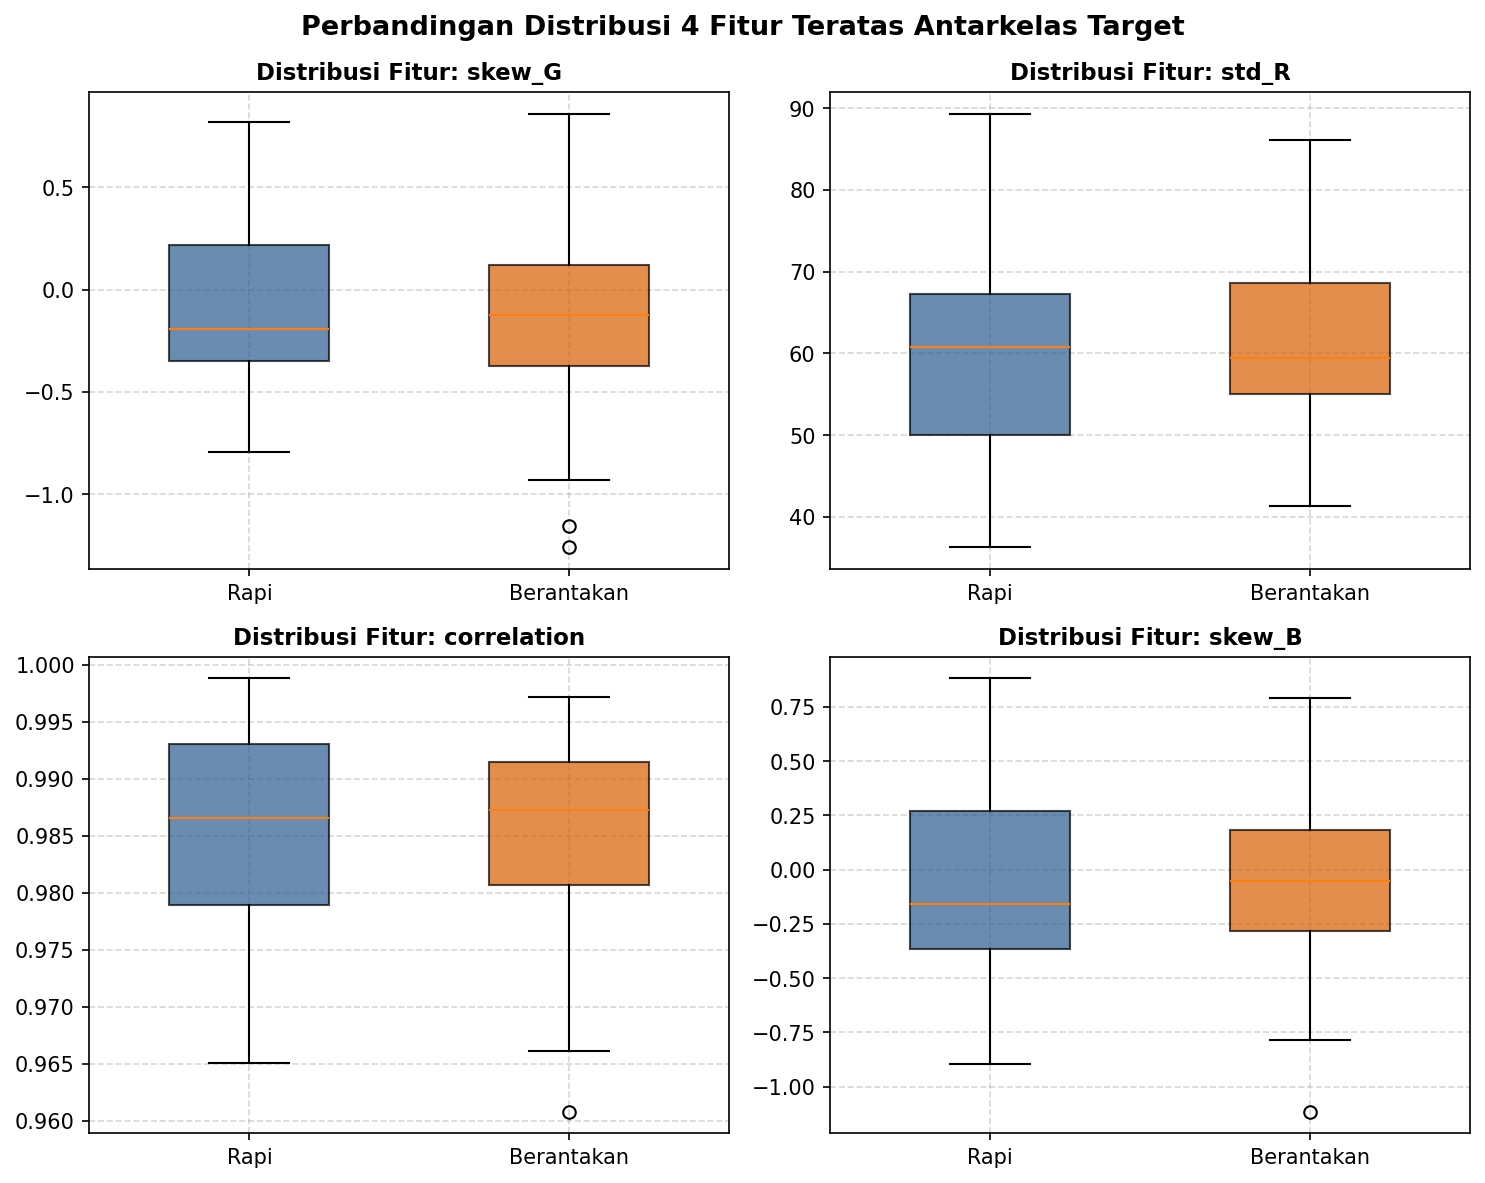 Perbandingan Distribusi 4 Fitur Teratas Antarkelas Target
Distribusi Fitur: skew_G
0.5
0.0
−0.5
−1.0
Rapi
Berantakan
Distribusi Fitur: std_R
90
80
70
60
50
40
Rapi
Berantakan
Distribusi Fitur: correlation
1.000
0.995
0.990
0.985
0.980
0.975
0.970
0.965
0.960
Rapi
Berantakan
Distribusi Fitur: skew_B
0.75
0.50
0.25
0.00
−0.25
−0.50
−0.75
−1.00
Rapi
Berantakan